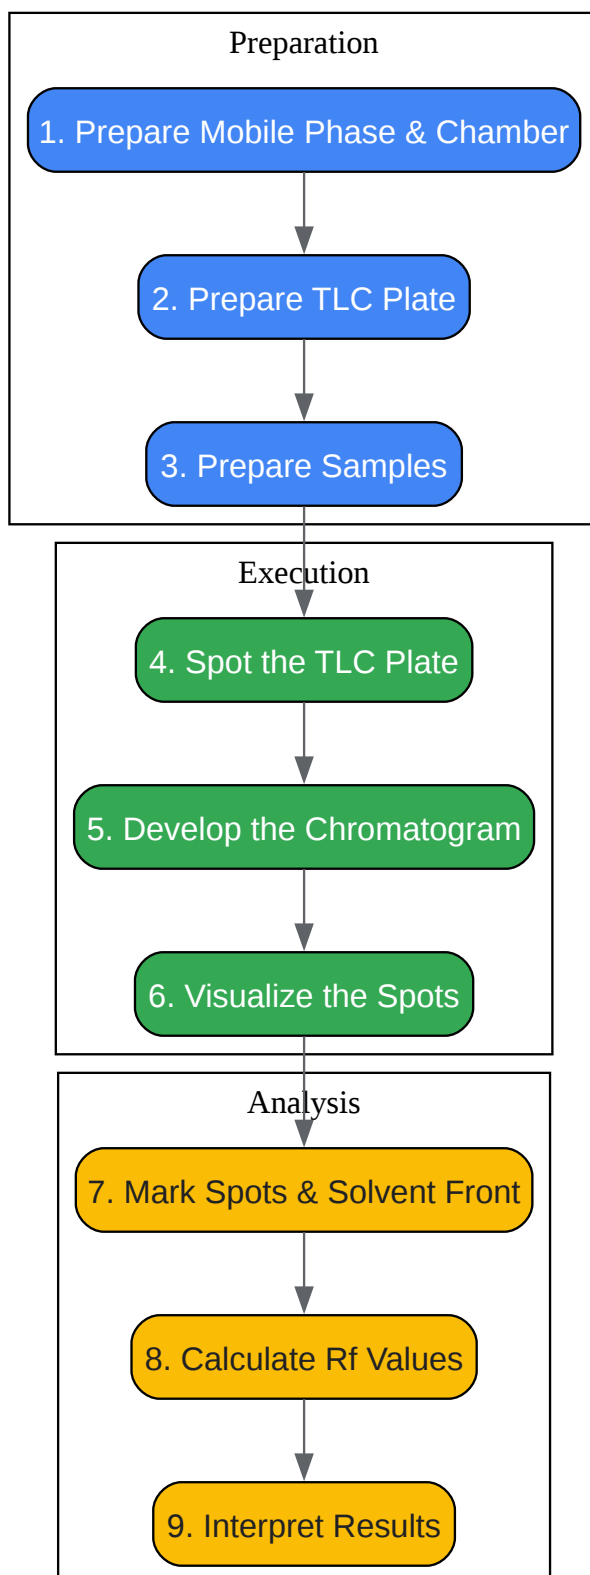 Preparation
1. Prepare Mobile Phase & Chamber
2. Prepare TLC Plate
3. Prepare Samples
Execution
4. Spot the TLC Plate
5. Develop the Chromatogram
6. Visualize the Spots
Analysis
7. Mark Spots & Solvent Front
8. Calculate Rf Values
9. Interpret Results